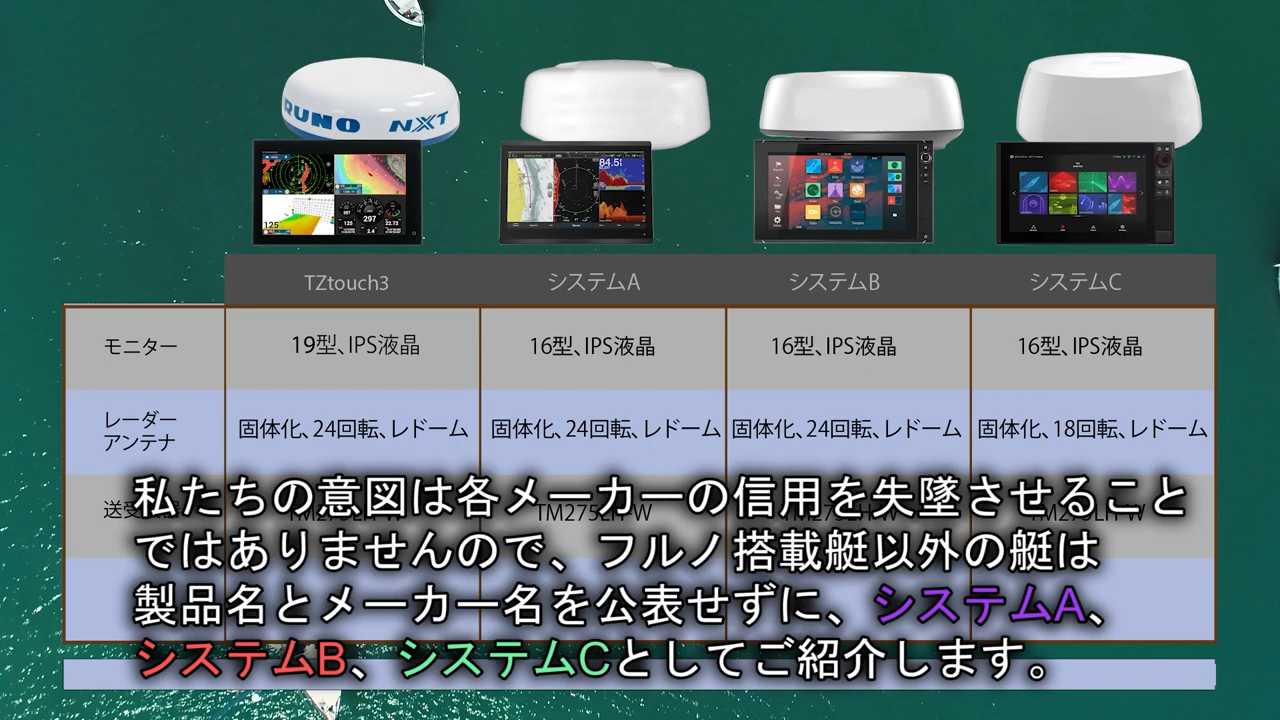 RUNO NXT
84.5
125
297
22.72
2.4
TZtouch3 システムA システムB システムC
モニター 19型、IPS液晶 16型、IPS液晶 16型、IPS液晶 16型、IPS液晶
レーダー
アンテナ 固体化、24回転、レドーム 固体化、24回転、レドーム 固体化、24回転、レドーム 固体化、18回転、レドーム
TM275LH-W
私たちの意図は各メーカーの信用を失墜させること
ではありませんので、フルノ搭載艇以外の艇は
製品名とメーカー名を公表せずに、システムA、
システムB、システムCとしてご紹介します。